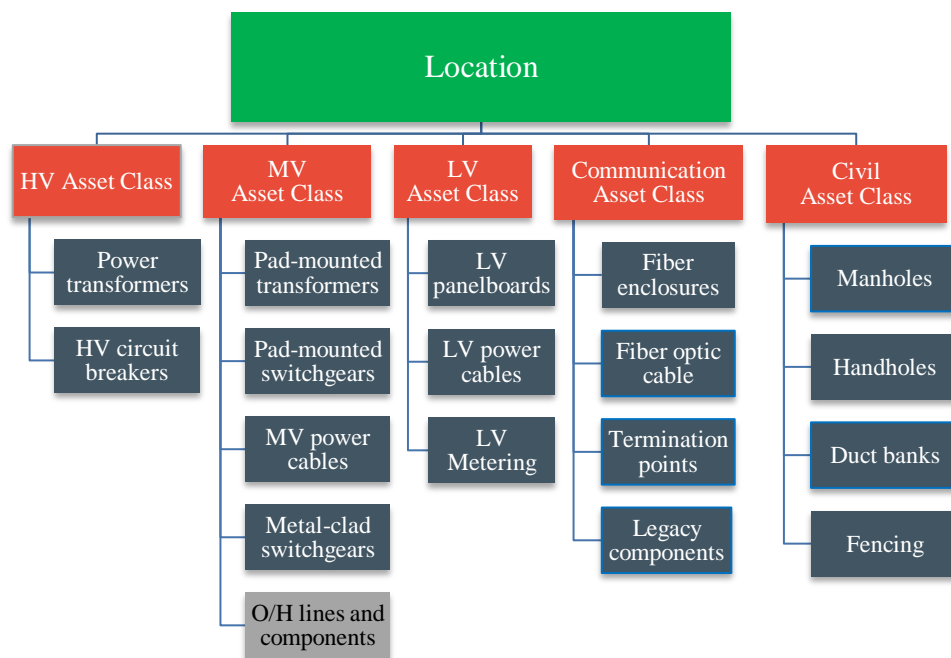 Location
HV Asset Class
MV
Asset Class
LV
Asset Class
Communication
Asset Class
Civil
Asset Class
Power
transformers
HV circuit
breakers
Pad-mounted
transformers
Pad-mounted
switchgears
MV power
cables
Metal-clad
switchgears
O/H lines and
components
LV
panelboards
LV power
cables
LV
Metering
Fiber
enclosures
Fiber optic
cable
Termination
points
Legacy
components
Manholes
Handholes
Duct banks
Fencing